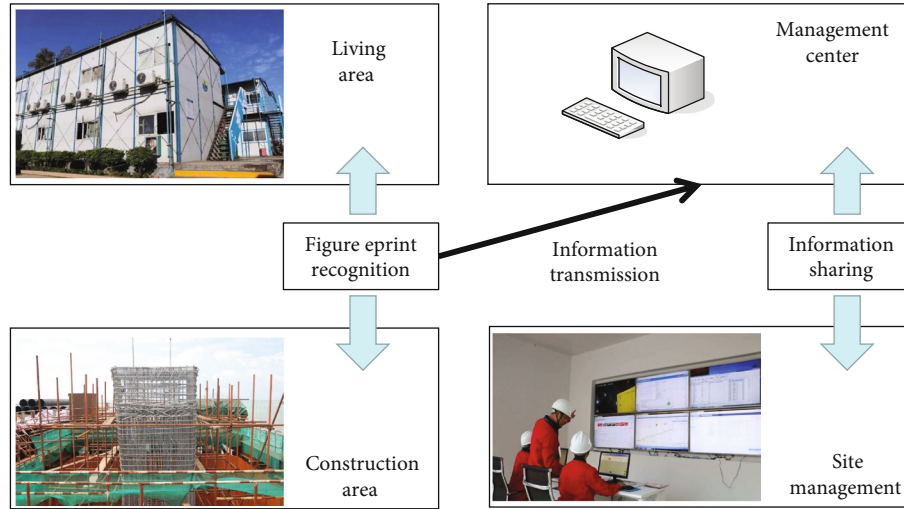 Living
area
Management
center
Figure eprint
recognition
Information
transmission
Information
sharing
Construction
area
Site
management